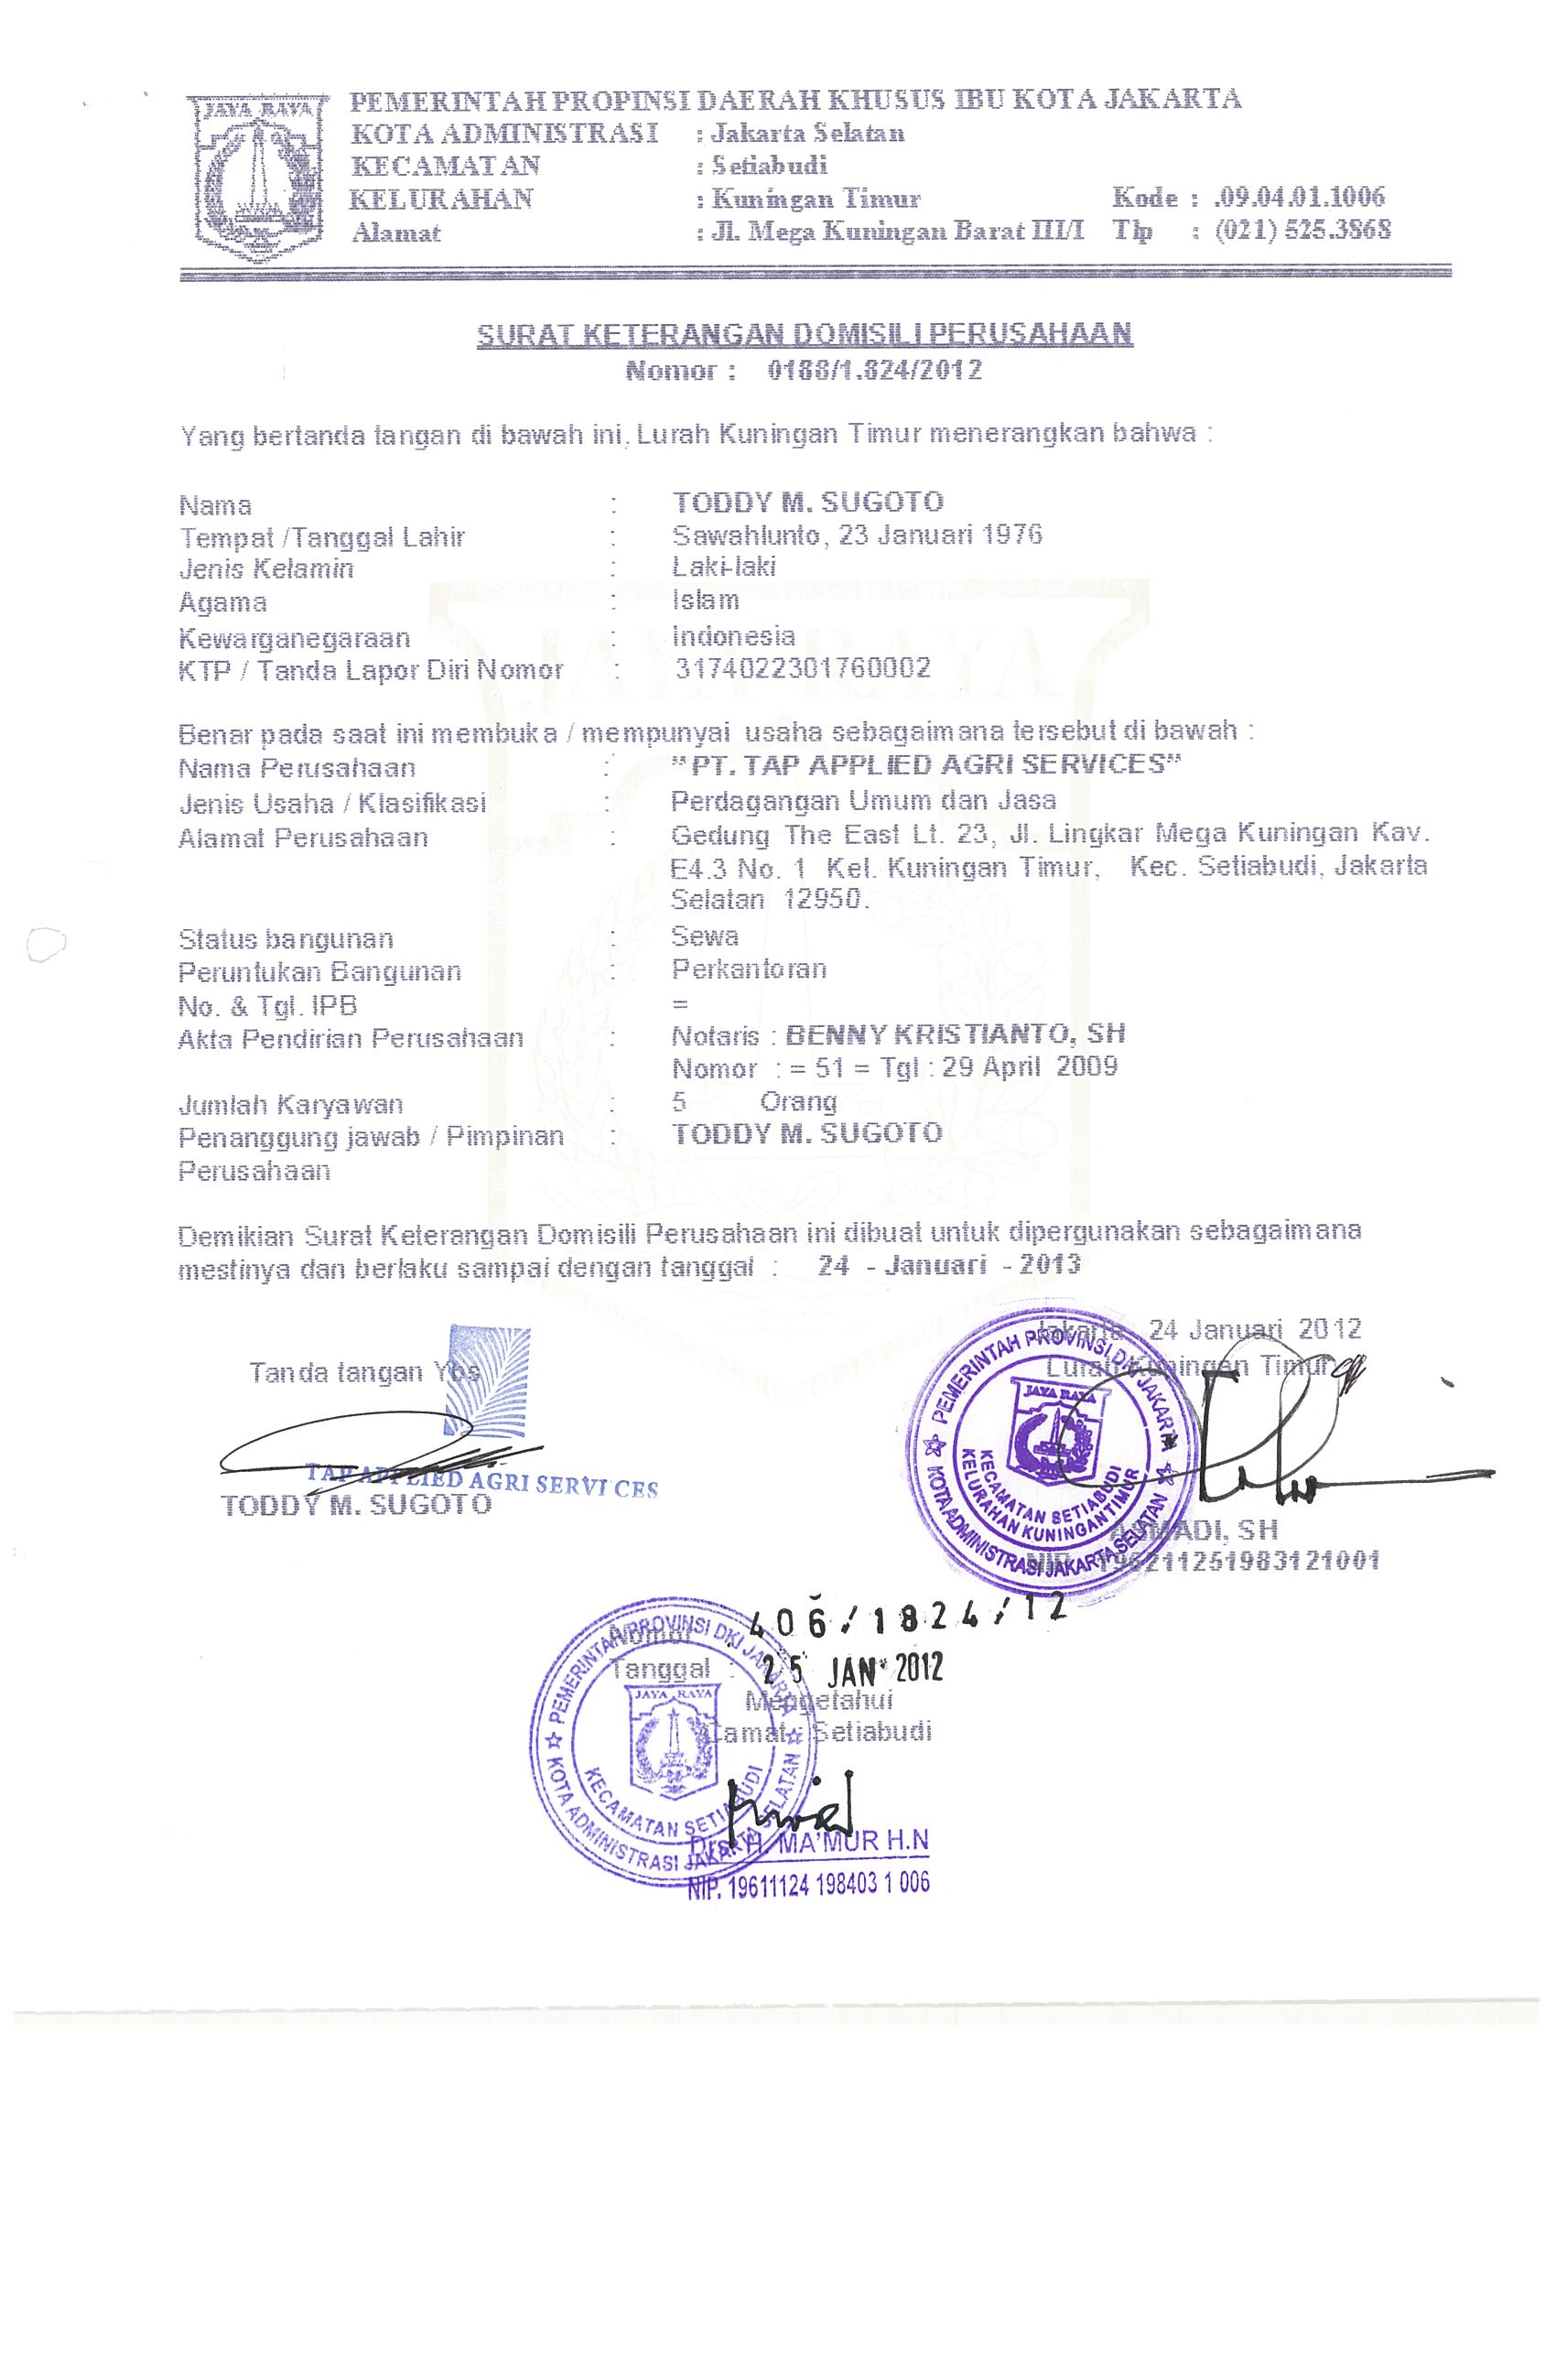 JAYA RAYA
PEMERINTAH PROPINSI DAERAH KHUSUS IBU KOTA JAKARTA
KOTA ADMINISTRASI : Jakarta Selatan
KECAMATAN : Setiabudi
KELURAHAN : Kuningan Timur Kode : .09.04.01.1006
Alamat : Jl. Mega Kuningan Barat III/I Tlp : (021) 525.3868
SURAT KETERANGAN DOMISILI PERUSAHAAN
Nomor : 0188/1.824/2012
Yang bertanda tangan di bawah ini, Lurah Kuningan Timur menerangkan bahwa :
Nama : TODDY M. SUGOTO
Tempat /Tanggal Lahir : Sawahlunto, 23 Januari 1976
Jenis Kelamin : Laki-laki
Agama : Islam
Kewarganegaraan : Indonesia
KTP / Tanda Lapor Diri Nomor : 3174022301760002
Benar pada saat ini membuka / mempunyai usaha sebagaimana tersebut di bawah :
Nama Perusahaan : "PT. TAP APPLIED AGRI SERVICES"
Jenis Usaha / Klasifikasi : Perdagangan Umum dan Jasa
Alamat Perusahaan : Gedung The East Lt. 23, Jl. Lingkar Mega Kuningan Kav.
E4.3 No. 1 Kel. Kuningan Timur, Kec. Setiabudi, Jakarta
Selatan 12950.
Status bangunan : Sewa
Peruntukan Bangunan : Perkantoran
No. & Tgl. IPB =
Akta Pendirian Perusahaan : Notaris : BENNY KRISTIANTO, SH
Nomor : = 51 = Tgl : 29 April 2009
Jumlah Karyawan : 5 Orang
Penanggung jawab / Pimpinan : TODDY M. SUGOTO
Perusahaan
Demikian Surat Keterangan Domisili Perusahaan ini dibuat untuk dipergunakan sebagaimana
mestinya dan berlaku sampai dengan tanggal : 24 - Januari - 2013
Jakarta 24 Januari 2012
Tanda tangan Ybs
Lurah Kuningan Timur
PEMERINTAH PROVINSI DKI JAKARTA
JAYA RAYA
KECAMATAN SETIABUDI
KELURAHAN KUNINGAN TIMUR
KOTA ADMINISTRASI JAKARTA SELATAN
TAP APPLIED AGRI SERVICES
TODDY M. SUGOTO
ASMADI, SH
NIP. 196211251983121001
Nomor 406/1824/12
Tanggal : 25 JAN 2012
Mengetahui
Camat Setiabudi
PEMERINTAH PROVINSI DKI JAKARTA
JAYA RAYA
KECAMATAN SETIABUDI
KOTA ADMINISTRASI JAKARTA SELATAN
Drs. H. MA'MUR H.N
NIP. 19611124 198403 1 006